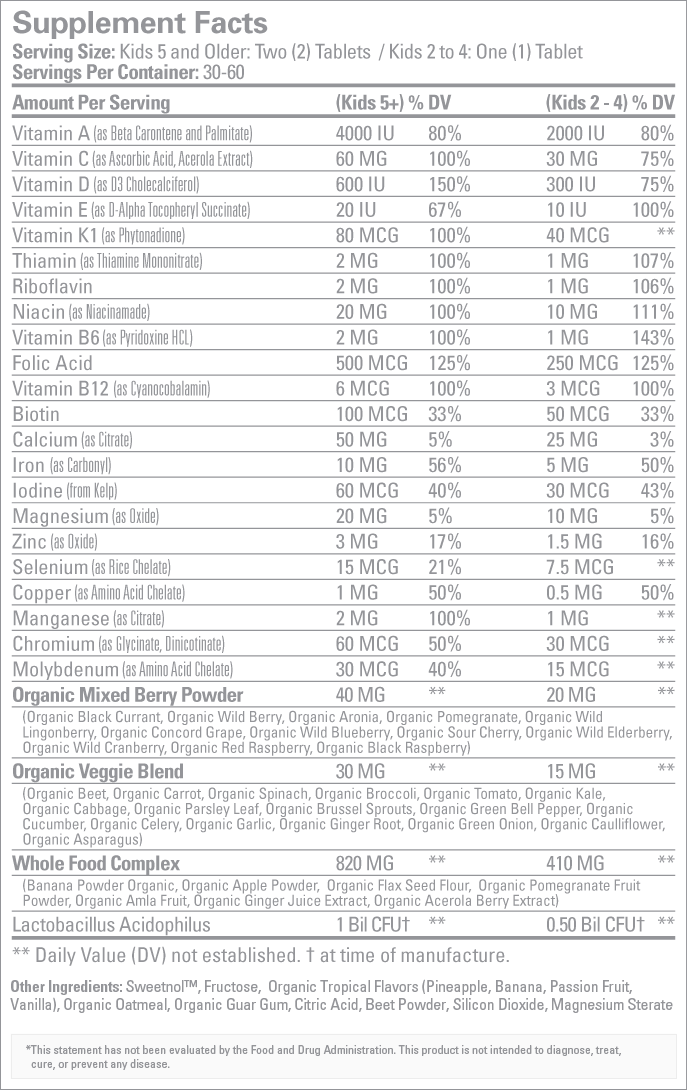 Supplement Facts
Serving Size: Kids 5 and Older: Two (2) Tablets / Kids 2 to 4: One (1) Tablet
Servings Per Container: 30-60
Amount Per Serving (Kids 5+) % DV (Kids 2 - 4) % DV
Vitamin A (as Beta Carontene and Palmitate) 4000 IU 80% 2000 IU 80%
Vitamin C (as Ascorbic Acid, Acerola Extract) 60 MG 100% 30 MG 75%
Vitamin D (as D3 Cholecalciferol) 600 IU 150% 300 IU 75%
Vitamin E (as D-Alpha Tocopheryl Succinate) 20 IU 67% 10 IU 100%
Vitamin K1 (as Phytonadione) 80 MCG 100% 40 MCG **
Thiamin (as Thiamine Mononitrate) 2 MG 100% 1 MG 107%
Riboflavin 2 MG 100% 1 MG 106%
Niacin (as Niacinamade) 20 MG 100% 10 MG 111%
Vitamin B6 (as Pyridoxine HCL) 2 MG 100% 1 MG 143%
Folic Acid 500 MCG 125% 250 MCG 125%
Vitamin B12 (as Cyanocobalamin) 6 MCG 100% 3 MCG 100%
Biotin 100 MCG 33% 50 MCG 33%
Calcium (as Citrate) 50 MG 5% 25 MG 3%
Iron (as Carbonyl) 10 MG 56% 5 MG 50%
Iodine (from Kelp) 60 MCG 40% 30 MCG 43%
Magnesium (as Oxide) 20 MG 5% 10 MG 5%
Zinc (as Oxide) 3 MG 17% 1.5 MG 16%
Selenium (as Rice Chelate) 15 MCG 21% 7.5 MCG **
Copper (as Amino Acid Chelate) 1 MG 50% 0.5 MG 50%
Manganese (as Citrate) 2 MG 100% 1 MG **
Chromium (as Glycinate, Dinicotinate) 60 MCG 50% 30 MCG **
Molybdenum (as Amino Acid Chelate) 30 MCG 40% 15 MCG **
Organic Mixed Berry Powder 40 MG ** 20 MG **
(Organic Black Currant, Organic Wild Berry, Organic Aronia, Organic Pomegranate, Organic Wild
Lingonberry, Organic Concord Grape, Organic Wild Blueberry, Organic Sour Cherry, Organic Wild Elderberry,
Organic Wild Cranberry, Organic Red Raspberry, Organic Black Raspberry)
Organic Veggie Blend 30 MG ** 15 MG **
(Organic Beet, Organic Carrot, Organic Spinach, Organic Broccoli, Organic Tomato, Organic Kale,
Organic Cabbage, Organic Parsley Leaf, Organic Brussel Sprouts, Organic Green Bell Pepper, Organic
Cucumber, Organic Celery, Organic Garlic, Organic Ginger Root, Organic Green Onion, Organic Caulliflower,
Organic Asparagus)
Whole Food Complex 820 MG ** 410 MG **
(Banana Powder Organic, Organic Apple Powder, Organic Flax Seed Flour, Organic Pomegranate Fruit
Powder, Organic Amla Fruit, Organic Ginger Juice Extract, Organic Acerola Berry Extract)
Lactobacillus Acidophilus 1 Bil CFU† ** 0.50 Bil CFU† **
** Daily Value (DV) not established. † at time of manufacture.
Other Ingredients: Sweetnol™, Fructose, Organic Tropical Flavors (Pineapple, Banana, Passion Fruit,
Vanilla), Organic Oatmeal, Organic Guar Gum, Citric Acid, Beet Powder, Silicon Dioxide, Magnesium Sterate
*This statement has not been evaluated by the Food and Drug Administration. This product is not intended to diagnose, treat,
cure, or prevent any disease.